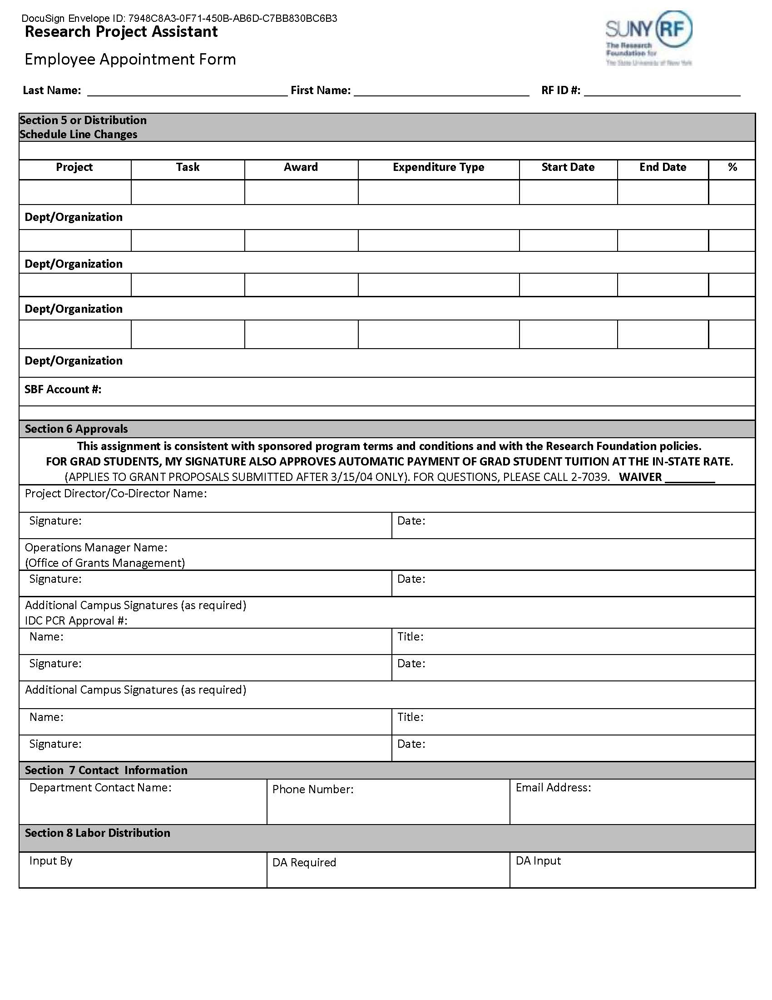 DocuSign Envelope ID: 7948C8A3-0F71-450B-AB6D-C7BB830BC6B3
Research Project Assistant
SUNY RF
The Research
Foundation for
The State University of New York
Employee Appointment Form
Last Name: ______ First Name: ______ RF ID #: ______
Section 5 or Distribution
Schedule Line Changes
Project Task Award Expenditure Type Start Date End Date %
Dept/Organization
Dept/Organization
Dept/Organization
Dept/Organization
SBF Account #:
Section 6 Approvals
This assignment is consistent with sponsored program terms and conditions and with the Research Foundation policies.
FOR GRAD STUDENTS, MY SIGNATURE ALSO APPROVES AUTOMATIC PAYMENT OF GRAD STUDENT TUITION AT THE IN-STATE RATE.
(APPLIES TO GRANT PROPOSALS SUBMITTED AFTER 3/15/04 ONLY). FOR QUESTIONS, PLEASE CALL 2-7039. WAIVER ______
Project Director/Co-Director Name:
Signature: Date:
Operations Manager Name:
(Office of Grants Management)
Signature: Date:
Additional Campus Signatures (as required)
IDC PCR Approval #:
Name: Title:
Signature: Date:
Additional Campus Signatures (as required)
Name: Title:
Signature: Date:
Section 7 Contact Information
Department Contact Name: Phone Number: Email Address:
Section 8 Labor Distribution
Input By DA Required DA Input